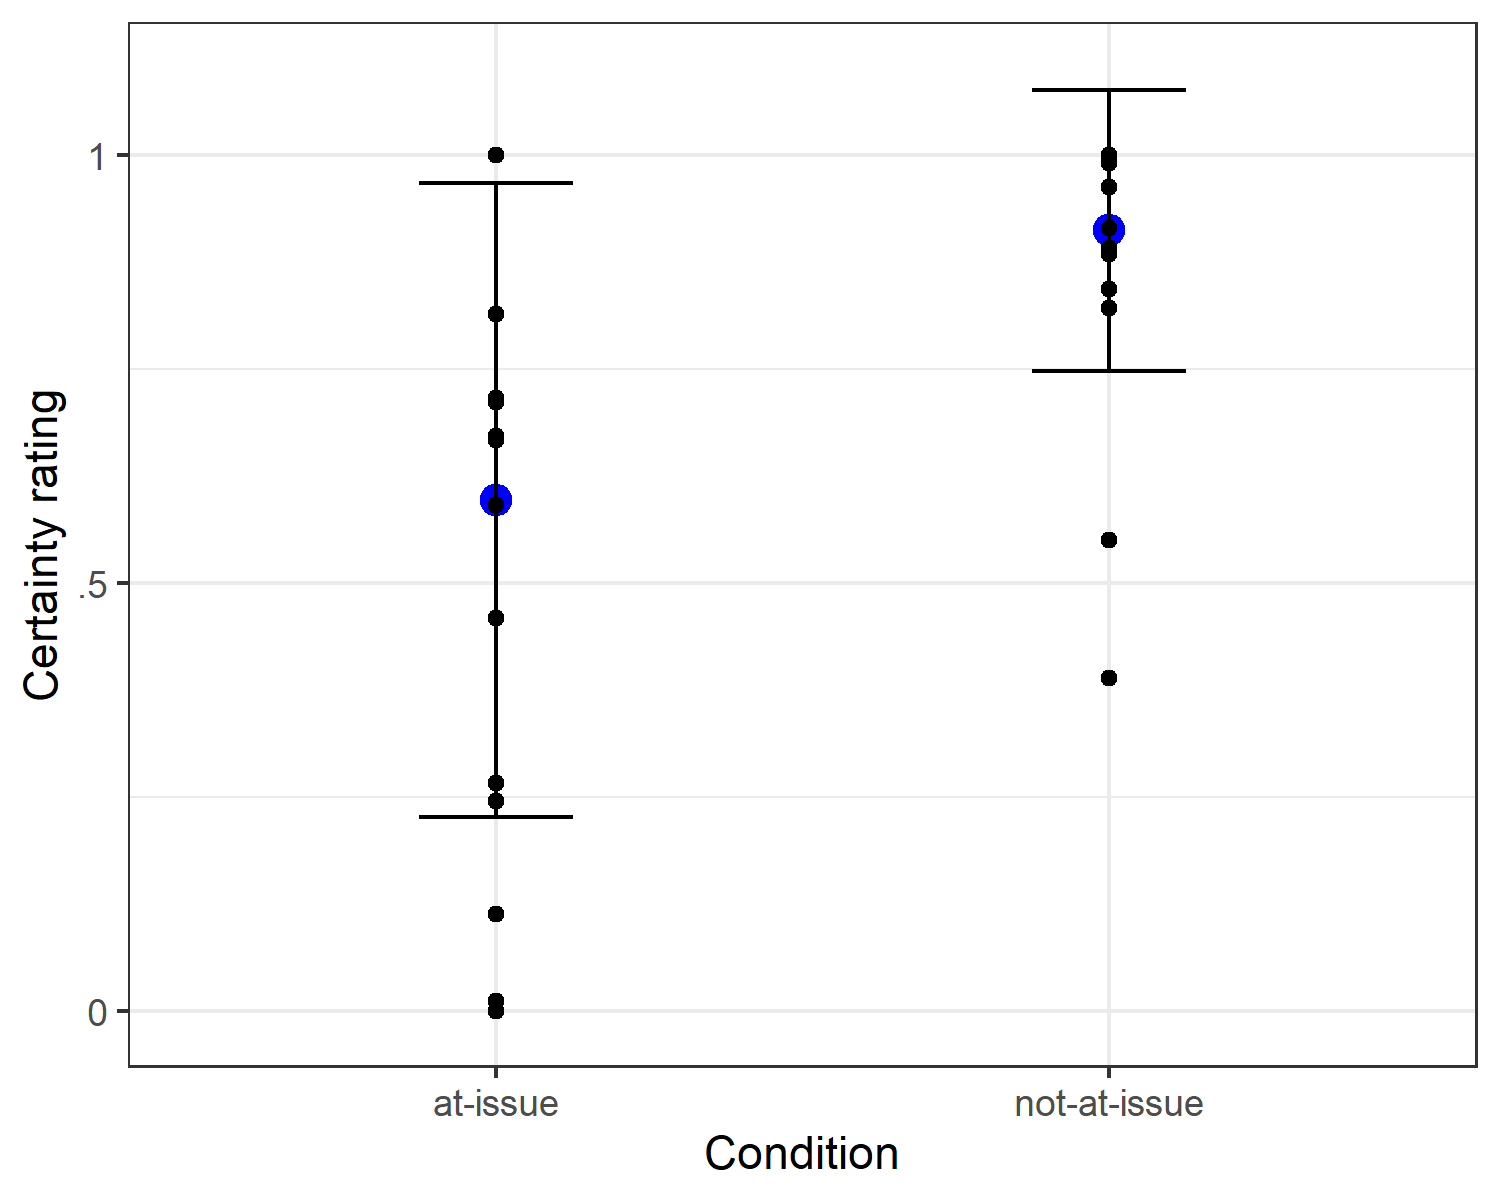 Certainty rating
1
.5
0
at-issue
not-at-issue
Condition